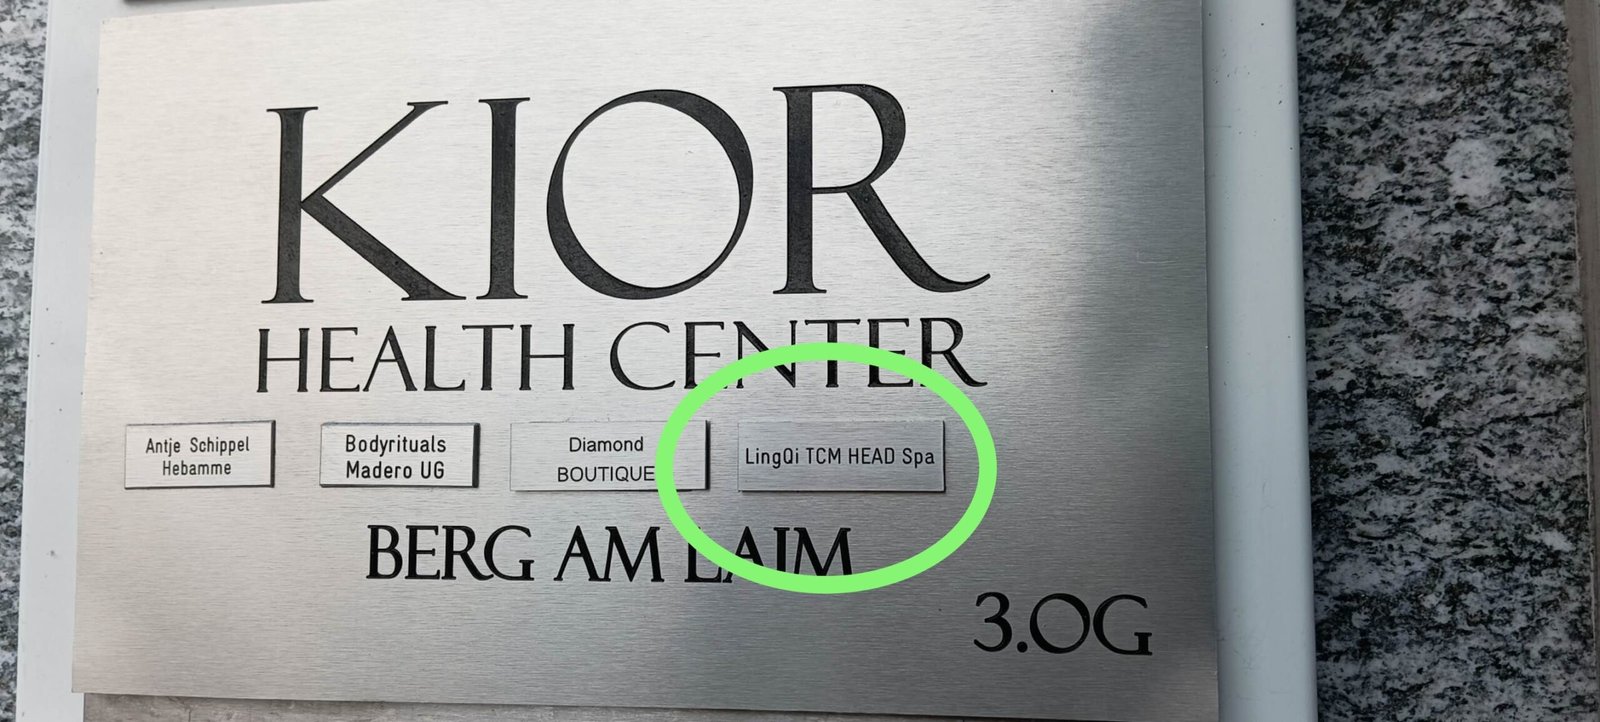 KIOR
HEALTH CENTER
Antje Schippel
Hebamme
Bodyrituals
Madero UG
Diamond
BOUTIQUE
LingQi TCM HEAD Spa
BERG AM LAIM
3.OG